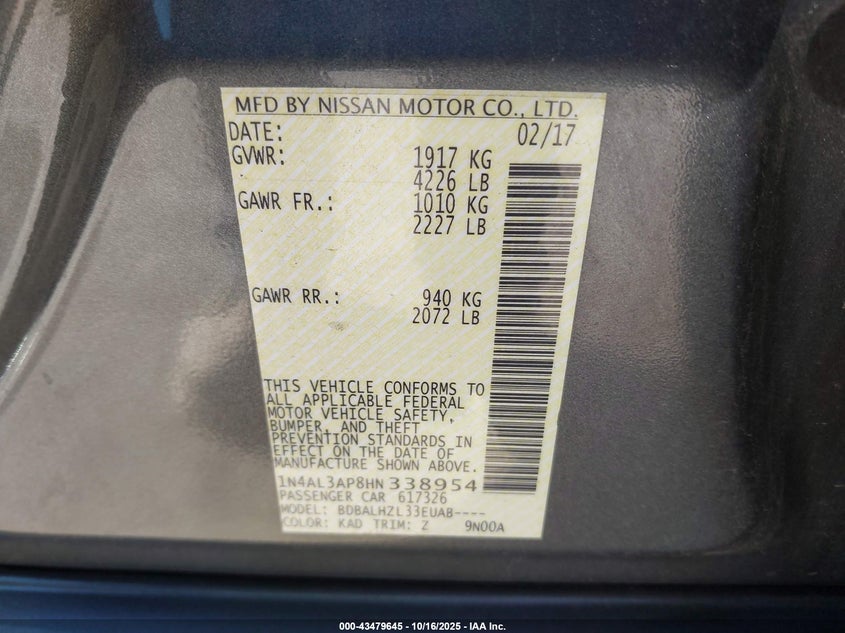 MFD BY NISSAN MOTOR CO., LTD.
DATE: 02/17
GVWR: 1917 KG
4226 LB
GAWR FR.: 1010 KG
2227 LB
GAWR RR.: 940 KG
2072 LB
THIS VEHICLE CONFORMS TO
ALL APPLICABLE FEDERAL
MOTOR VEHICLE SAFETY,
BUMPER, AND THEFT
PREVENTION STANDARDS IN
EFFECT ON THE DATE OF
MANUFACTURE SHOWN ABOVE.
1N4AL3AP8HN 338954
PASSENGER CAR 617326
MODEL: BDBALHZL33EUAB----
COLOR: KAD TRIM: Z 9N00A
000-43479645 - 10/16/2025 - IAA Inc.